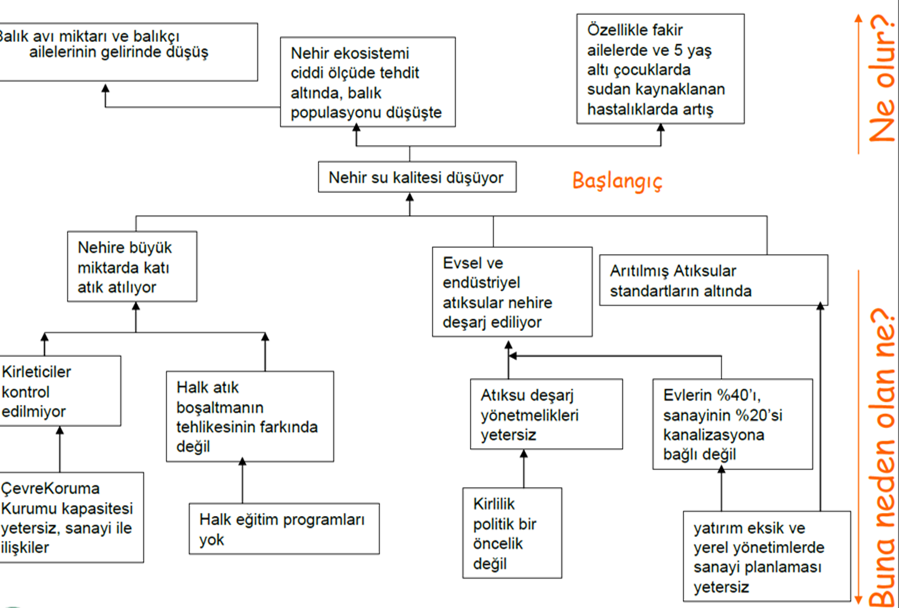 Balık avı miktarı ve balıkçı
ailelerinin gelirinde düşüş
Nehir ekosistemi
ciddi ölçüde tehdit
altında, balık
populasyonu düşüşte
Özellikle fakir
ailelerde ve 5 yaş
altı çocuklarda
sudan kaynaklanan
hastalıklarda artış
Ne olur?
Nehir su kalitesi düşüyor
Başlangıç
Nehire büyük
miktarda katı
atık atılıyor
Evsel ve
endüstriyel
atıksular nehire
deşarj ediliyor
Arıtılmış Atıksular
standartların altında
Buna neden olan ne?
Kirleticiler
kontrol
edilmiyor
Halk atık
boşaltmanın
tehlikesinin farkında
değil
Atıksu deşarj
yönetmelikleri
yetersiz
Evlerin %40’ı,
sanayinin %20’si
kanalizasyona
bağlı değil
ÇevreKoruma
Kurumu kapasitesi
yetersiz, sanayi ile
ilişkiler
Halk eğitim programları
yok
Kirlilik
politik bir
öncelik
değil
yatırım eksik ve
yerel yönetimlerde
sanayi planlaması
yetersiz